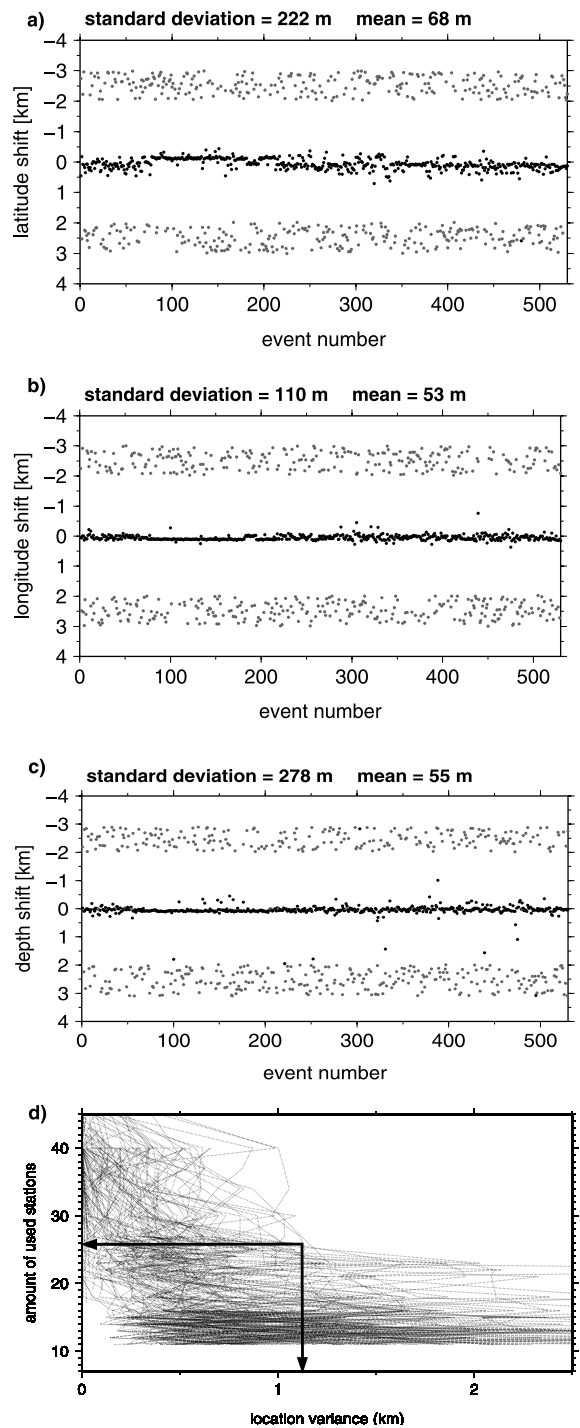 a) standard deviation = 222 m mean = 68 m
−4
−3
−2
−1
0
1
2
3
4
latitude shift [km]
0 100 200 300 400 500
event number
b) standard deviation = 110 m mean = 53 m
−4
−3
−2
−1
0
1
2
3
4
longitude shift [km]
0 100 200 300 400 500
event number
c) standard deviation = 278 m mean = 55 m
−4
−3
−2
−1
0
1
2
3
4
depth shift [km]
0 100 200 300 400 500
event number
d)
40
30
20
10
amount of used stations
0 1 2
location variance (km)